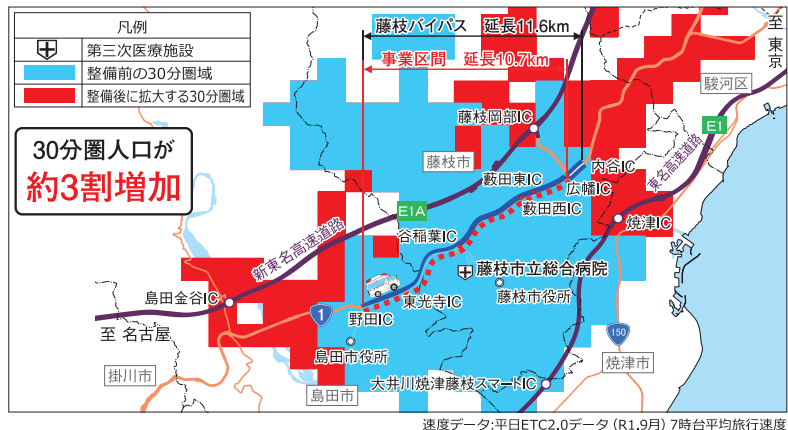 凡例
第三次医療施設
整備前の30分圏域
整備後に拡大する30分圏域
30分圏人口が
約3割増加
藤枝バイパス 延長11.6km
事業区間 延長10.7km
至 東京
駿河区
E1
東名高速道路
藤枝岡部IC
藤枝市
内谷IC
広幡IC
藪田東IC
藪田西IC
E1A
新東名高速道路
谷稲葉IC
焼津IC
藤枝市立総合病院
藤枝市役所
東光寺IC
島田金谷IC
1
野田IC
至 名古屋
島田市役所
150
掛川市
島田市
大井川焼津藤枝スマートIC
焼津市
速度データ:平日ETC2.0データ（R1.9月）7時台平均旅行速度